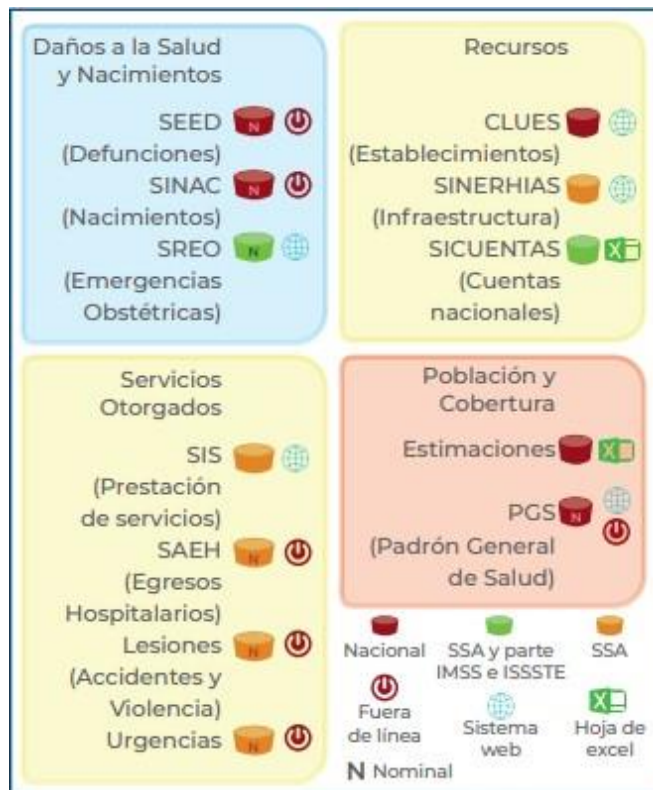 Daños a la Salud
y Nacimientos
SEED N
(Defunciones)
SINAC N
(Nacimientos)
SREO N
(Emergencias
Obstétricas)
Recursos
CLUES
(Establecimientos)
SINERHIAS
(Infraestructura)
SICUENTAS X
(Cuentas
nacionales)
Servicios
Otorgados
SIS
(Prestación
de servicios)
SAEH N
(Egresos
Hospitalarios)
Lesiones N
(Accidentes y
Violencia)
Urgencias N
Población y
Cobertura
Estimaciones X
PGS N
(Padrón General
de Salud)
Nacional
SSA y parte
IMSS e ISSSTE
SSA
Fuera
de línea
Sistema
web
X
Hoja de
excel
N Nominal